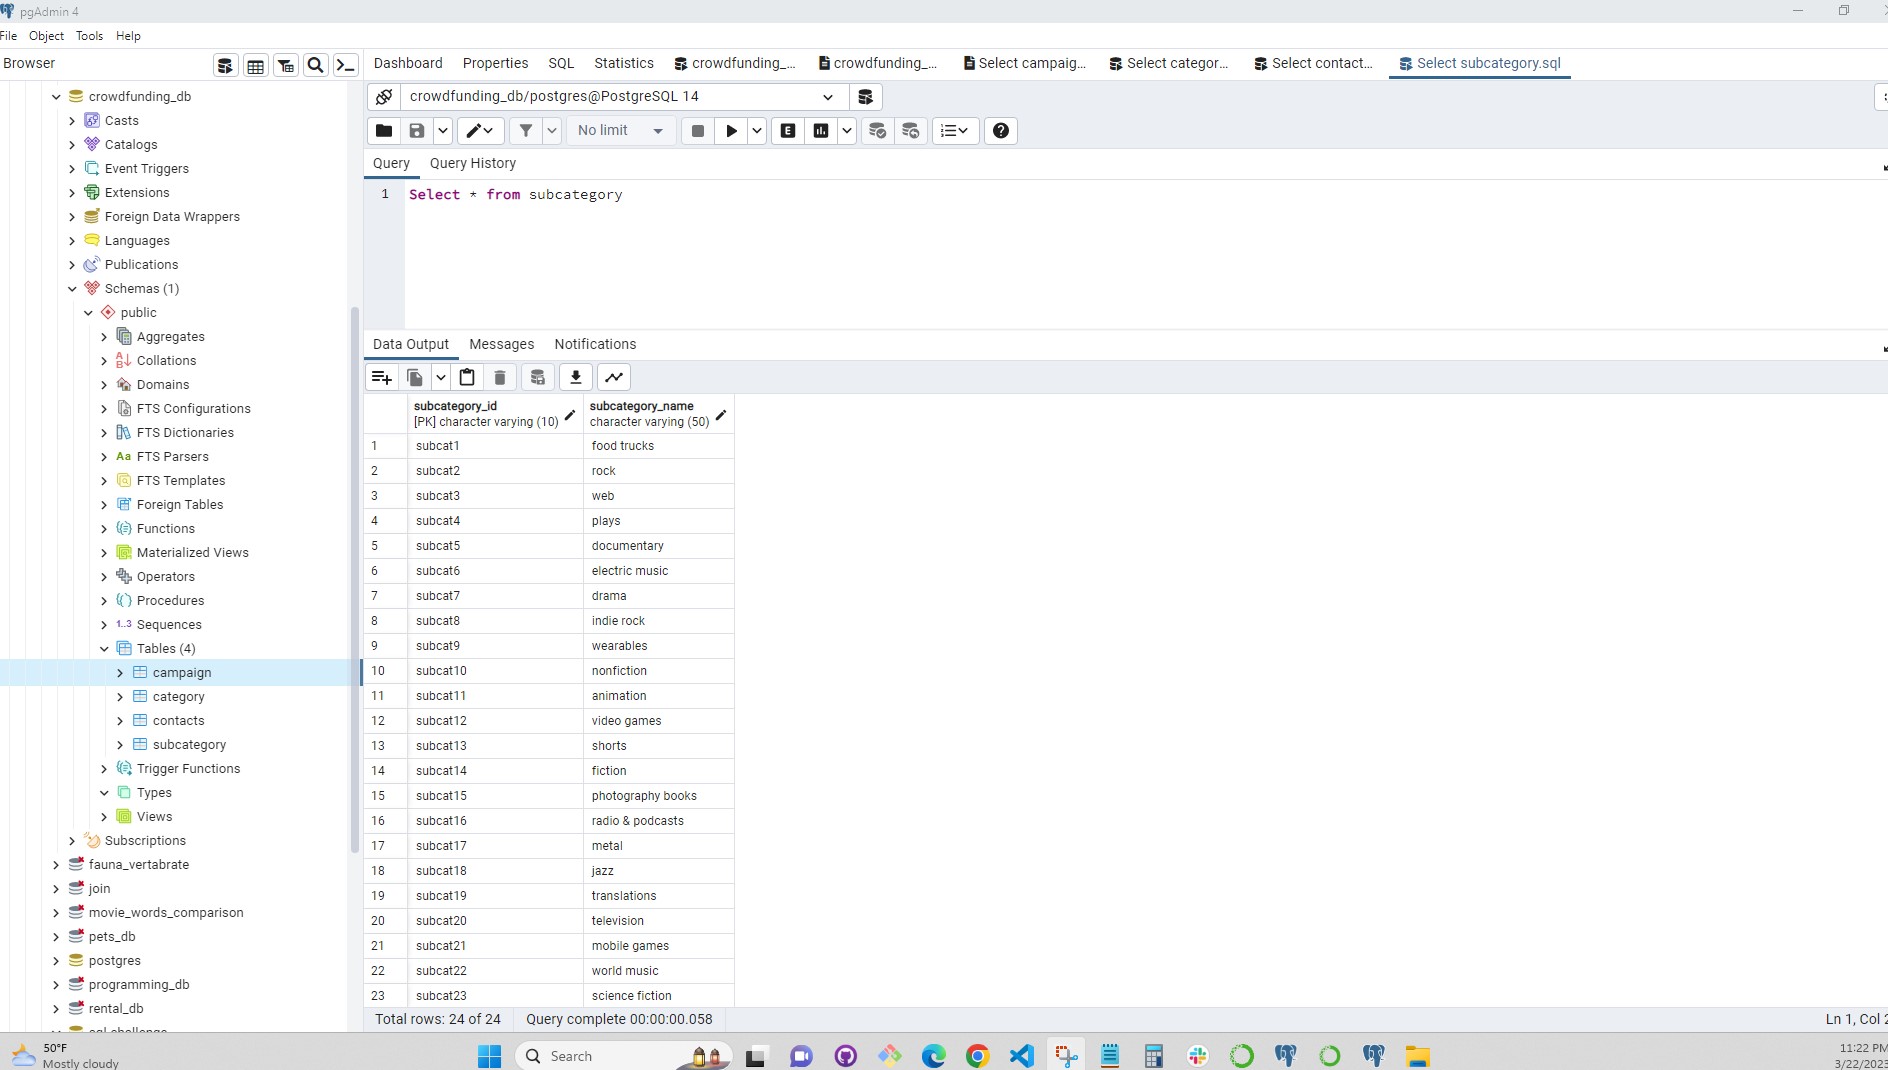 pgAdmin 4
File Object Tools Help
Browser
Dashboard Properties SQL Statistics crowdfunding_... crowdfunding_... Select campaig... Select categor... Select contact... Select subcategory.sql
crowdfunding_db/postgres@PostgreSQL 14
No limit
E
Query Query History
1 Select * from subcategory
crowdfunding_db
Casts
Catalogs
Event Triggers
Extensions
Foreign Data Wrappers
Languages
Publications
Schemas (1)
public
Aggregates
Collations
Domains
FTS Configurations
FTS Dictionaries
Aa FTS Parsers
FTS Templates
Foreign Tables
Functions
Materialized Views
Operators
Procedures
1..3 Sequences
Tables (4)
campaign
category
contacts
subcategory
Trigger Functions
Types
Views
Subscriptions
fauna_vertabrate
join
movie_words_comparison
pets_db
postgres
programming_db
rental_db
Data Output Messages Notifications
subcategory_id subcategory_name
[PK] character varying (10) character varying (50)
1 subcat1 food trucks
2 subcat2 rock
3 subcat3 web
4 subcat4 plays
5 subcat5 documentary
6 subcat6 electric music
7 subcat7 drama
8 subcat8 indie rock
9 subcat9 wearables
10 subcat10 nonfiction
11 subcat11 animation
12 subcat12 video games
13 subcat13 shorts
14 subcat14 fiction
15 subcat15 photography books
16 subcat16 radio & podcasts
17 subcat17 metal
18 subcat18 jazz
19 subcat19 translations
20 subcat20 television
21 subcat21 mobile games
22 subcat22 world music
23 subcat23 science fiction
Total rows: 24 of 24 Query complete 00:00:00.058
Ln 1, Col
50°F
Mostly cloudy
Search
11:22 PM
3/22/2023